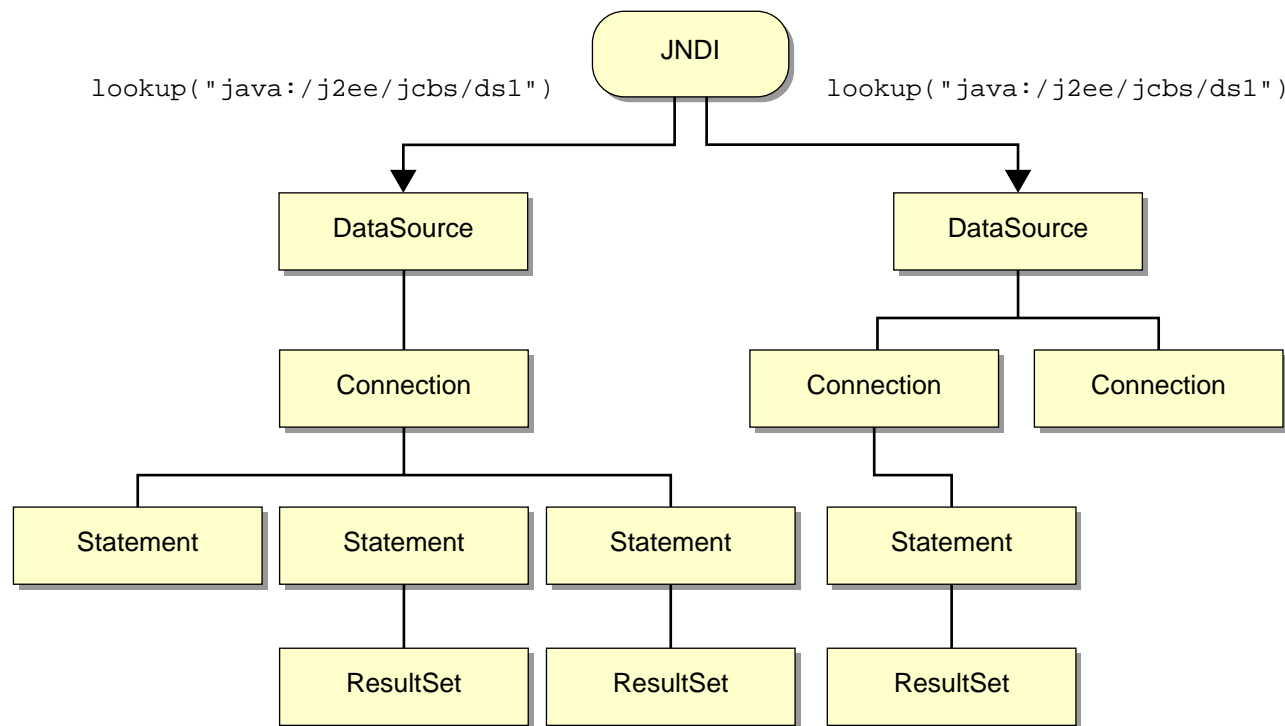 JNDI
lookup("java:/j2ee/jcbs/ds1")
lookup("java:/j2ee/jcbs/ds1")
DataSource
DataSource
Connection
Connection
Connection
Statement
Statement
Statement
Statement
ResultSet
ResultSet
ResultSet